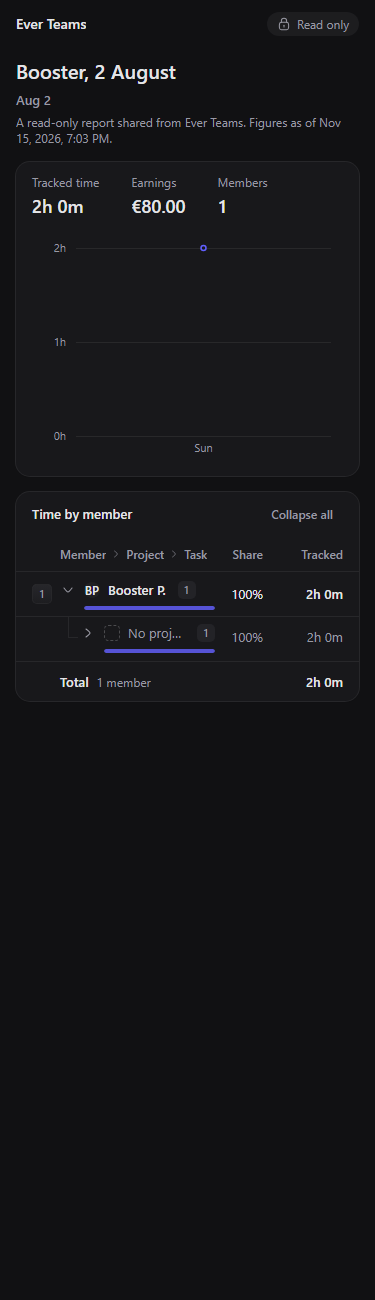 Ever Teams
Read only
Booster, 2 August
Aug 2
A read-only report shared from Ever Teams. Figures as of Nov
15, 2026, 7:03 PM.
Tracked time
Earnings
Members
2h 0m
€80.00
1
2h
1h
0h
Sun
Time by member
Collapse all
Member > Project > Task
Share
Tracked
1
BP Booster P. 1
100%
2h 0m
No proj... 1
100%
2h 0m
Total 1 member
2h 0m